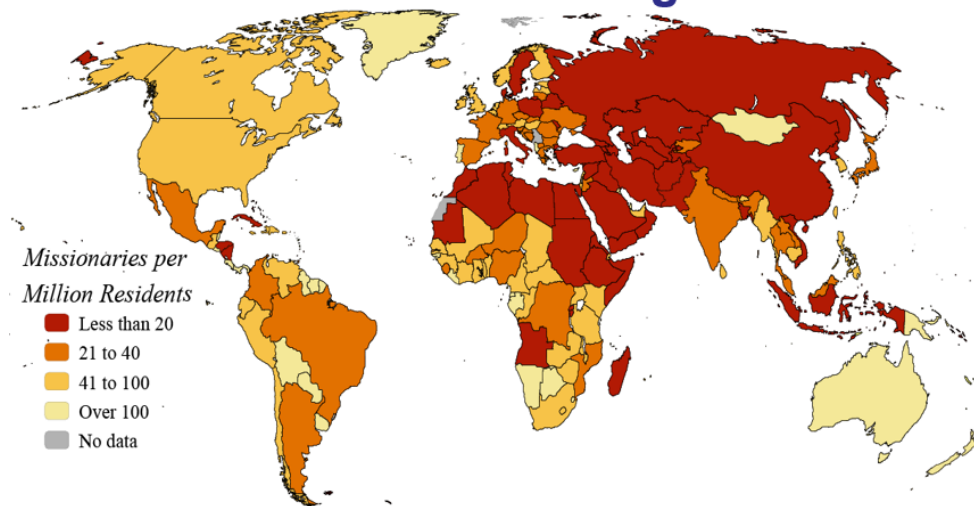 Missionaries per
Million Residents
Less than 20
21 to 40
41 to 100
Over 100
No data